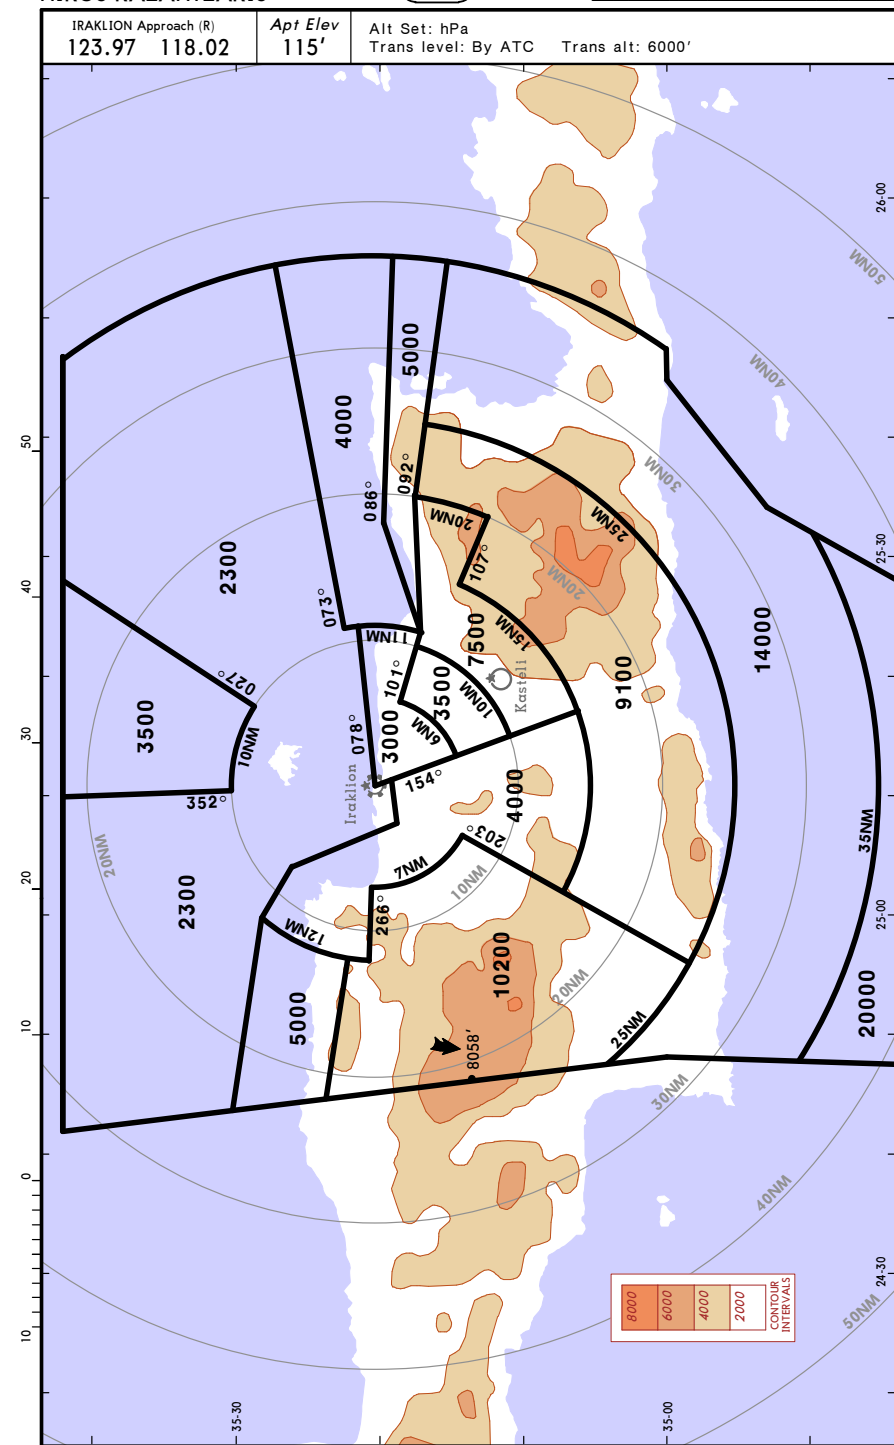 IRAKLION Approach (R)
123.97 118.02
Apt Elev
115'
Alt Set: hPa
Trans level: By ATC Trans alt: 6000'
26-00
50NM
5000
40NM
4000
50
092°
30NM
086°
20NM
25NM
25-30
107°
20NM
2300
40
073°
11NM
15NM
7500
14000
101°
9100
027°
3500
10NM
Kasteli
3500
10NM
6NM
078°
3000
30
352°
Iraklion
154°
4000
203°
35NM
20NM
7NM
10NM
20
2300
266°
25-00
12NM
10200
20NM
20000
5000
25NM
10
8058'
30NM
0
40NM
24-30
50NM
8000
6000
4000
2000
CONTOUR
INTERVALS
10
35-30
35-00